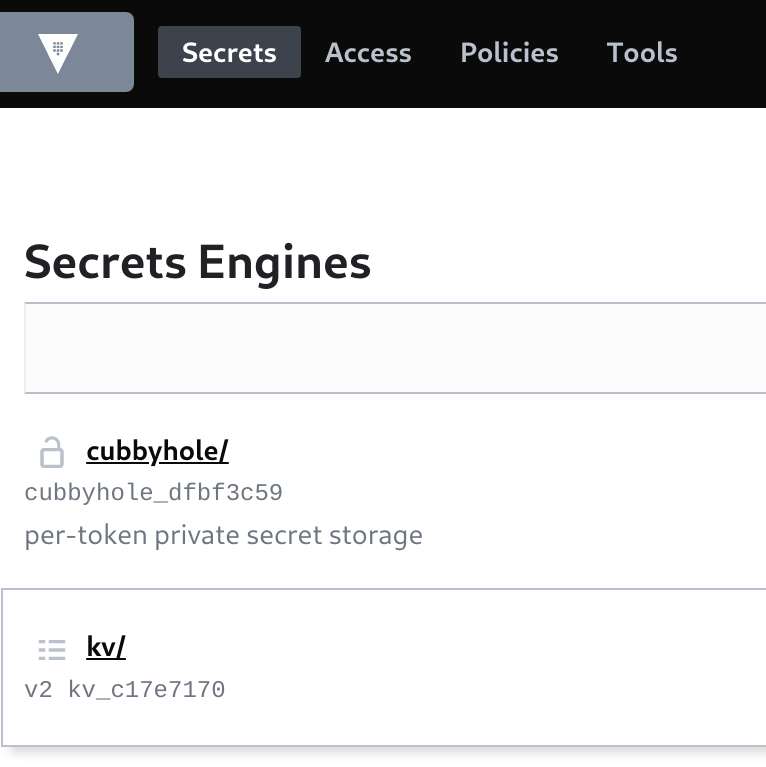 Secrets Access Policies Tools
Secrets Engines
cubbyhole/
cubbyhole_dfbf3c59
per-token private secret storage
kv/
v2 kv_c17e7170